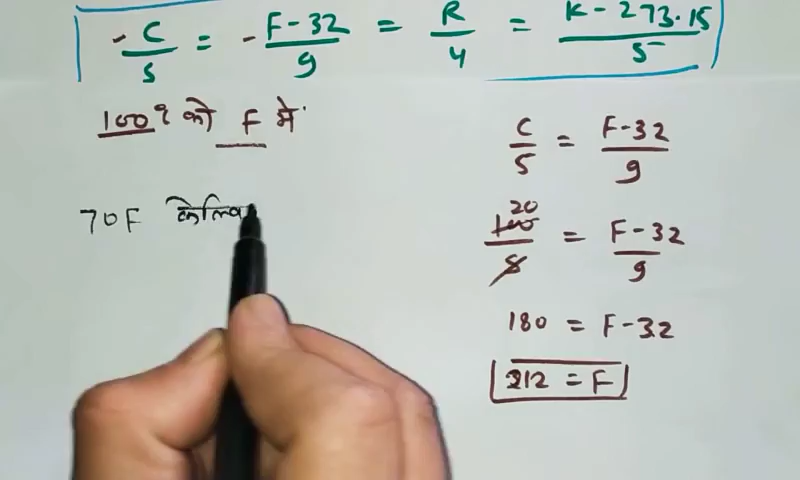 C/5 = F-32/9 = R/4 = K-273.15/5
100° को F में
70F केल्वि
C/5 = F-32/9
20
100/5 = F-32/9
180 = F-32
212 = F